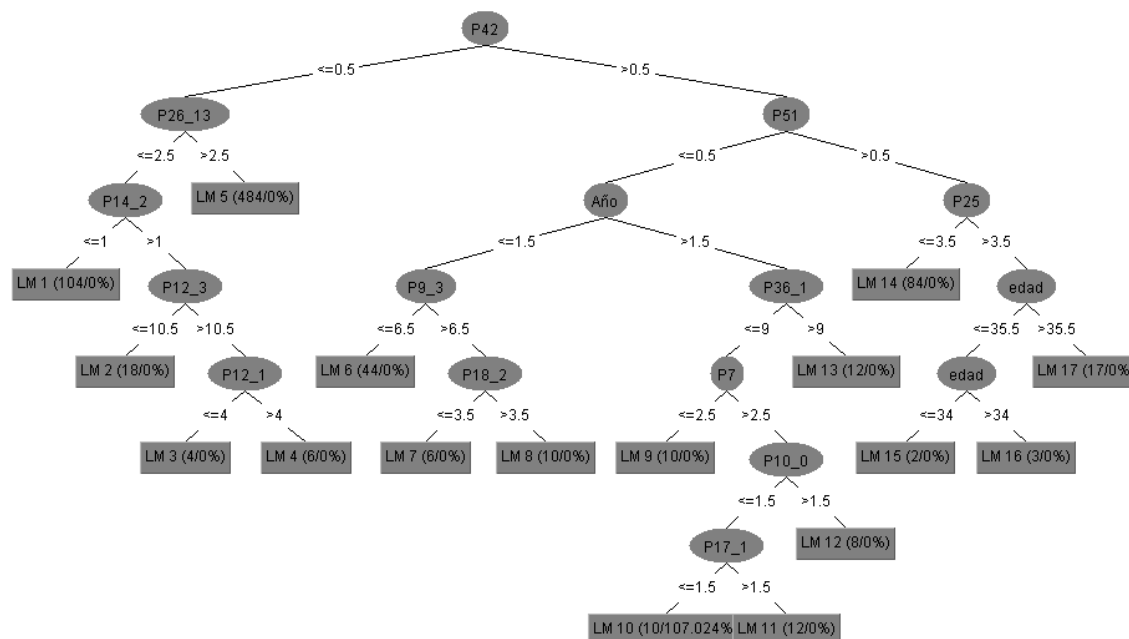 P42
<=0.5 >0.5
P26_13 P51
<=2.5 >2.5 <=0.5 >0.5
P14_2 LM 5 (484/0%) Año P25
<=1 >1 <=1.5 >1.5 <=3.5 >3.5
LM 1 (104/0%) P12_3 P9_3 P36_1 LM 14 (84/0%) edad
<=10.5 >10.5 <=6.5 >6.5 <=9 >9 <=35.5 >35.5
LM 2 (18/0%) P12_1 LM 6 (44/0%) P18_2 P7 LM 13 (12/0%) edad LM 17 (17/0%
<=4 >4 <=3.5 >3.5 <=2.5 >2.5 <=34 >34
LM 3 (4/0%) LM 4 (6/0%) LM 7 (6/0%) LM 8 (10/0%) LM 9 (10/0%) P10_0 LM 15 (2/0%) LM 16 (3/0%)
<=1.5 >1.5
P17_1 LM 12 (8/0%)
<=1.5 >1.5
LM 10 (10/107.024% LM 11 (12/0%)